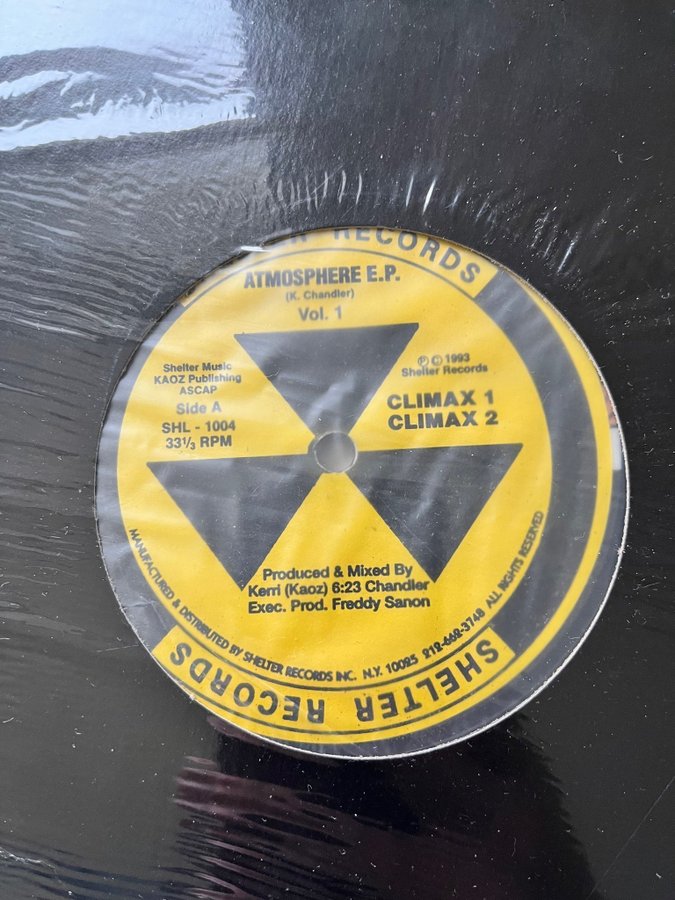 RECORDS
ATMOSPHERE E.P.
(K. Chandler)
Vol. 1
Shelter Music
KAOZ Publishing
ASCAP
Side A
SHL - 1004
33⅓ RPM
℗ © 1993
Shelter Records
CLIMAX 1
CLIMAX 2
Produced & Mixed By
Kerri (Kaoz) 6:23 Chandler
Exec. Prod. Freddy Sanon
MANUFACTURED & DISTRIBUTED BY SHELTER RECORDS INC. N.Y. 10025 212-662-3748 ALL RIGHTS RESERVED
SHELTER RECORDS